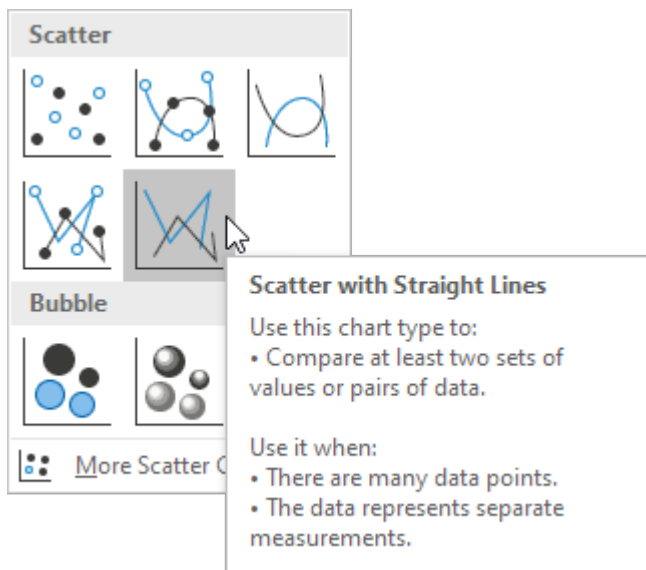 Scatter
Bubble
More Scatter C
Scatter with Straight Lines
Use this chart type to:
• Compare at least two sets of
values or pairs of data.
Use it when:
• There are many data points.
• The data represents separate
measurements.